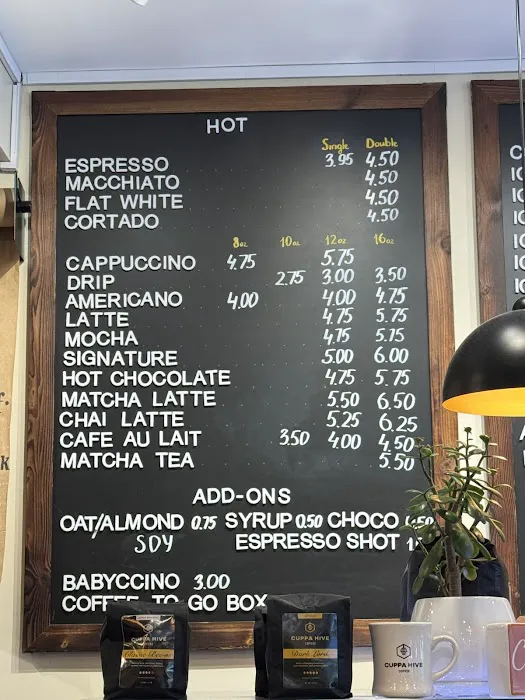 HOT
Single Double
ESPRESSO 3.95 4.50
MACCHIATO 4.50
FLAT WHITE 4.50
CORTADO 4.50
8oz 10oz 12oz 16oz
CAPPUCCINO 4.75 5.75
DRIP 2.75 3.00 3.50
AMERICANO 4.00 4.00 4.75
LATTE 4.75 5.75
MOCHA 4.75 5.75
SIGNATURE 5.00 6.00
HOT CHOCOLATE 4.75 5.75
MATCHA LATTE 5.50 6.50
CHAI LATTE 5.25 6.25
CAFE AU LAIT 3.50 4.00 4.50
MATCHA TEA 5.50
ADD-ONS
OAT/ALMOND 0.75 SYRUP 0.50 CHOCO
SOY ESPRESSO SHOT
BABYCCINO 3.00
COFFEE TO GO BOX
CUPPA HIVE
CUPPA HIVE
COFFEE
Dark
CUPPA HIVE
COFFEE